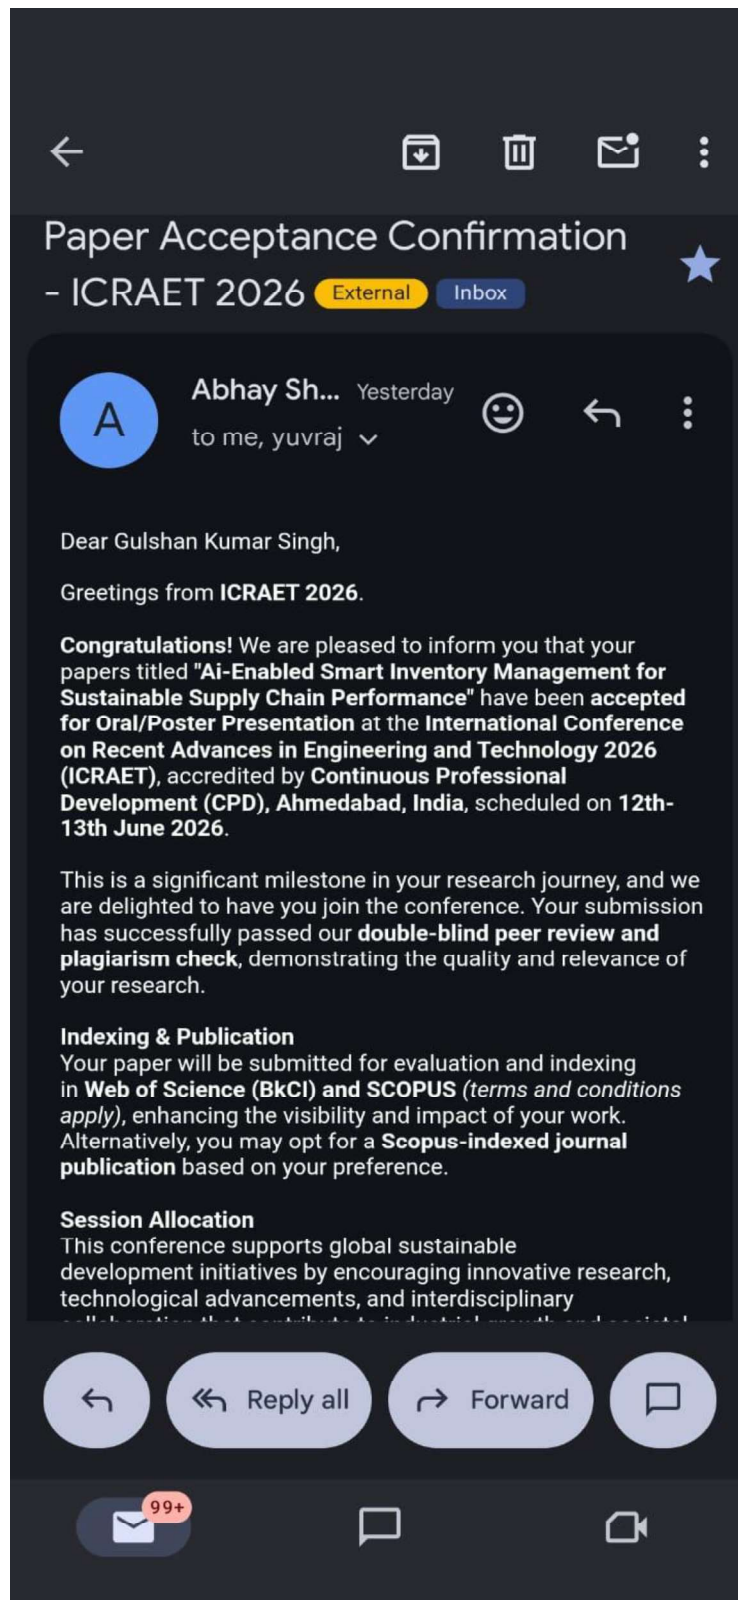 Paper Acceptance Confirmation
- ICRAET 2026 External Inbox
A
Abhay Sh... Yesterday
to me, yuvraj
Dear Gulshan Kumar Singh,
Greetings from ICRAET 2026.
Congratulations! We are pleased to inform you that your
papers titled "Ai-Enabled Smart Inventory Management for
Sustainable Supply Chain Performance" have been accepted
for Oral/Poster Presentation at the International Conference
on Recent Advances in Engineering and Technology 2026
(ICRAET), accredited by Continuous Professional
Development (CPD), Ahmedabad, India, scheduled on 12th-
13th June 2026.
This is a significant milestone in your research journey, and we
are delighted to have you join the conference. Your submission
has successfully passed our double-blind peer review and
plagiarism check, demonstrating the quality and relevance of
your research.
Indexing & Publication
Your paper will be submitted for evaluation and indexing
in Web of Science (BkCI) and SCOPUS (terms and conditions
apply), enhancing the visibility and impact of your work.
Alternatively, you may opt for a Scopus-indexed journal
publication based on your preference.
Session Allocation
This conference supports global sustainable
development initiatives by encouraging innovative research,
technological advancements, and interdisciplinary
collaboration that contribute to industrial growth and societal
Reply all Forward
99+